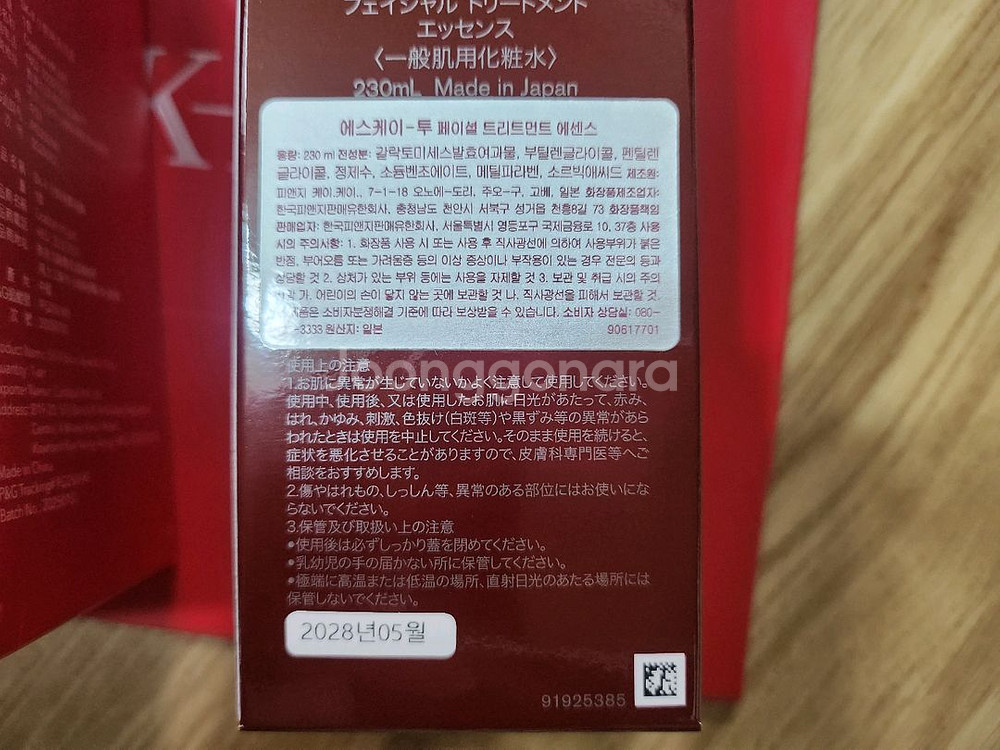 フェイシャル トリートメント
エッセンス
〈一般肌用化粧水〉
230mL Made in Japan
에스케이-투 페이셜 트리트먼트 에센스
용량: 230 ml 전성분: 갈락토미세스발효여과물, 부틸렌글라이콜, 펜틸렌
글라이콜, 정제수, 소듐벤조에이트, 메틸파라벤, 소르빅애씨드 제조원:
피앤지 케이.케이., 7-1-18 오노에-도리, 주오-구, 고베, 일본 화장품제조업자:
한국피앤지판매유한회사, 충청남도 천안시 서북구 성거읍 천흥8길 73 화장품책임
판매업자: 한국피앤지판매유한회사, 서울특별시 영등포구 국제금융로 10, 37층 사용
시의 주의사항: 1. 화장품 사용 시 또는 사용 후 직사광선에 의하여 사용부위가 붉은
반점, 부어오름 또는 가려움증 등의 이상 증상이나 부작용이 있는 경우 전문의 등과
상담할 것 2. 상처가 있는 부위 등에는 사용을 자제할 것 3. 보관 및 취급 시의 주의
가. 어린이의 손이 닿지 않는 곳에 보관할 것 나. 직사광선을 피해서 보관할 것.
품은 소비자분쟁해결 기준에 따라 보상받을 수 있습니다. 소비자 상담실: 080-
-3333 원산지: 일본 90617701
joonggonara
使用上の注意
1.お肌に異常が生じていないかよく注意して使用してください。
使用中、使用後、又は使用したお肌に日光があたって、赤み、
はれ、かゆみ、刺激、色抜け(白斑等)や黒ずみ等の異常があら
われたときは使用を中止してください。そのまま使用を続けると、
症状を悪化させることがありますので、皮膚科専門医等へご
相談をおすすめします。
2.傷やはれもの、しっしん等、異常のある部位にはお使いにな
らないでください。
3.保管及び取扱い上の注意
•使用後は必ずしっかり蓋を閉めてください。
•乳幼児の手の届かない所に保管してください。
•極端に高温または低温の場所、直射日光のあたる場所には
保管しないでください。
2028년05월
91925385
K-
Made in China